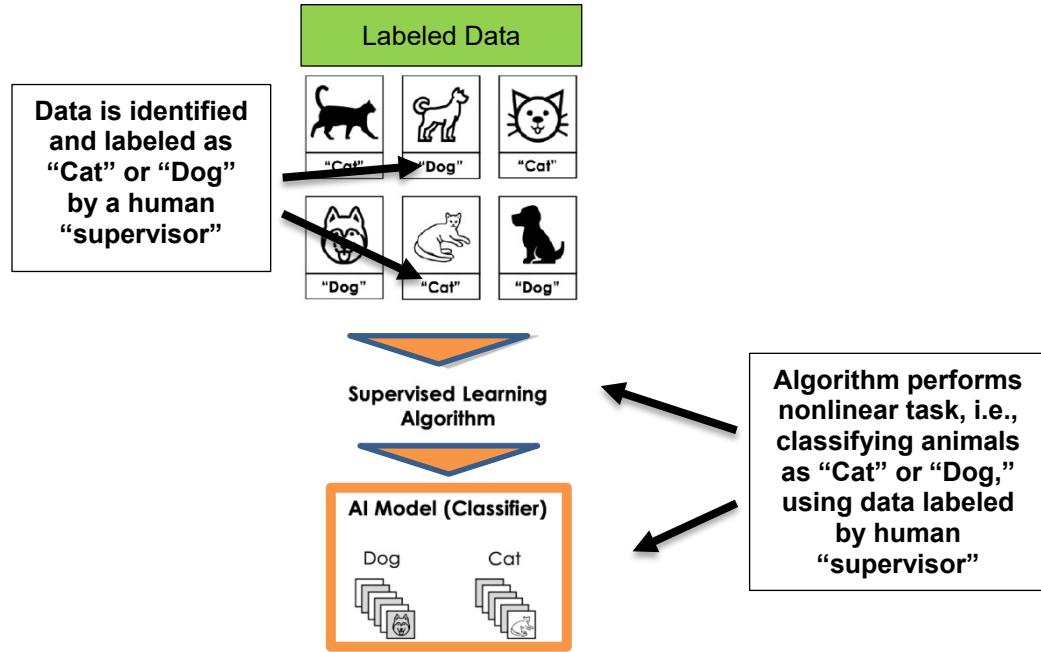 Labeled Data
Data is identified
and labeled as
“Cat” or “Dog”
by a human
“supervisor”
“Cat”
“Dog”
“Cat”
“Dog”
“Cat”
“Dog”
Supervised Learning
Algorithm
Algorithm performs
nonlinear task, i.e.,
classifying animals
as “Cat” or “Dog,”
using data labeled
by human
“supervisor”
AI Model (Classifier)
Dog
Cat